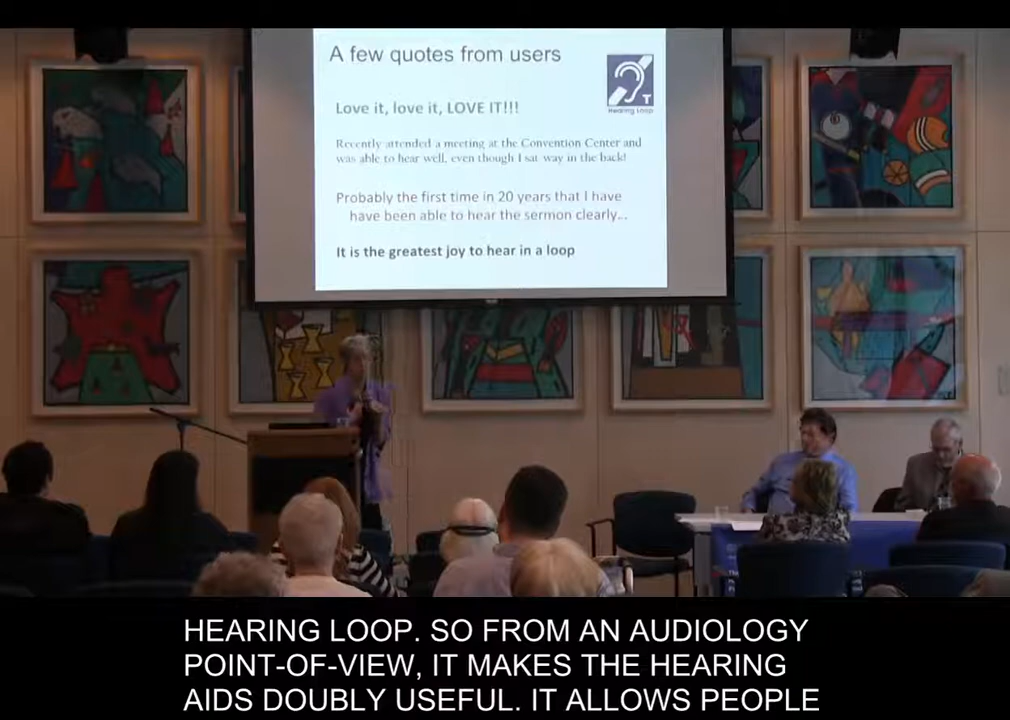 A few quotes from users
T
Hearing Loop
Love it, love it, LOVE IT!!!
Recently attended a meeting at the Convention Center and
was able to hear well, even though I sat way in the back!
Probably the first time in 20 years that I have
have been able to hear the sermon clearly...
It is the greatest joy to hear in a loop
HEARING LOOP. SO FROM AN AUDIOLOGY
POINT-OF-VIEW, IT MAKES THE HEARING
AIDS DOUBLY USEFUL. IT ALLOWS PEOPLE